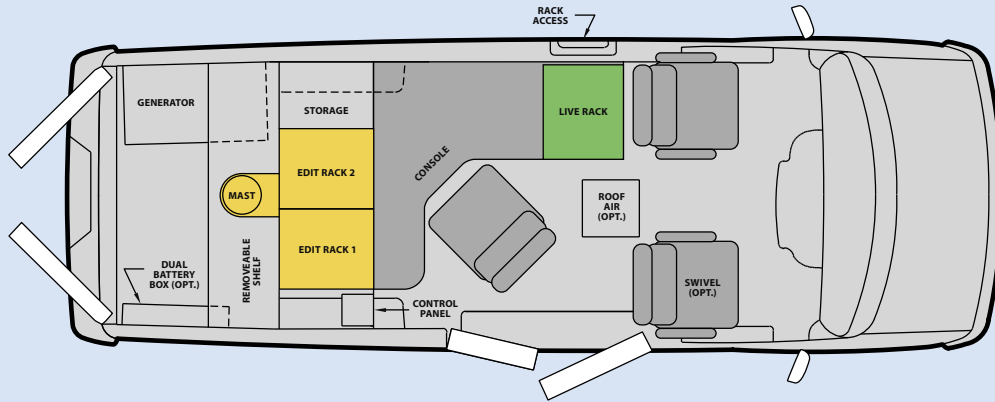 RACK
ACCESS
GENERATOR
STORAGE
LIVE RACK
CONSOLE
EDIT RACK 2
MAST
ROOF
AIR
(OPT.)
EDIT RACK 1
REMOVEABLE
SHELF
DUAL
BATTERY
BOX (OPT.)
SWIVEL
(OPT.)
CONTROL
PANEL